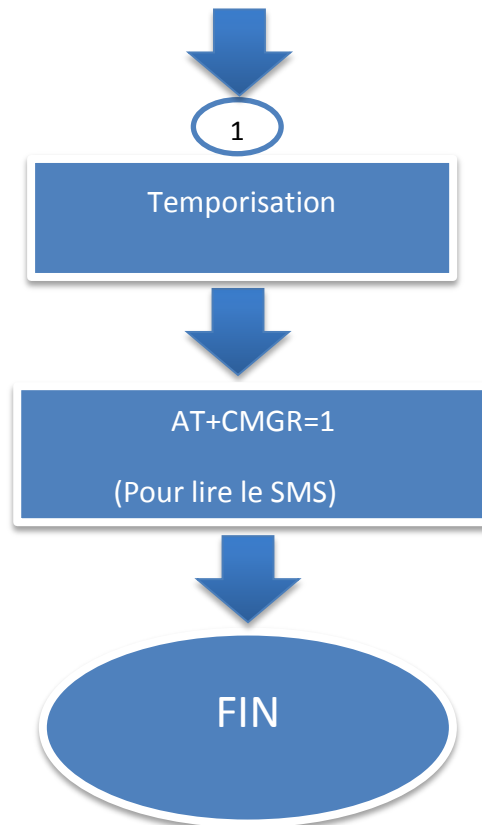 1
Temporisation
AT+CMGR=1
(Pour lire le SMS)
FIN